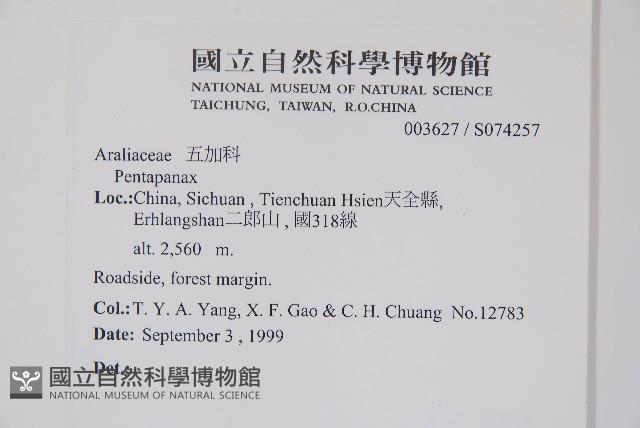 國立自然科學博物館
NATIONAL MUSEUM OF NATURAL SCIENCE
TAICHUNG, TAIWAN, R.O.CHINA
003627 / S074257
Araliaceae 五加科
Pentapanax
Loc.:China, Sichuan , Tienchuan Hsien天全縣,
Erhlangshan二郎山 , 國318線
alt. 2,560 m.
Roadside, forest margin.
Col.: T. Y. A. Yang, X. F. Gao & C. H. Chuang No.12783
Date: September 3 , 1999
Det.:
國立自然科學博物館
NATIONAL MUSEUM OF NATURAL SCIENCE